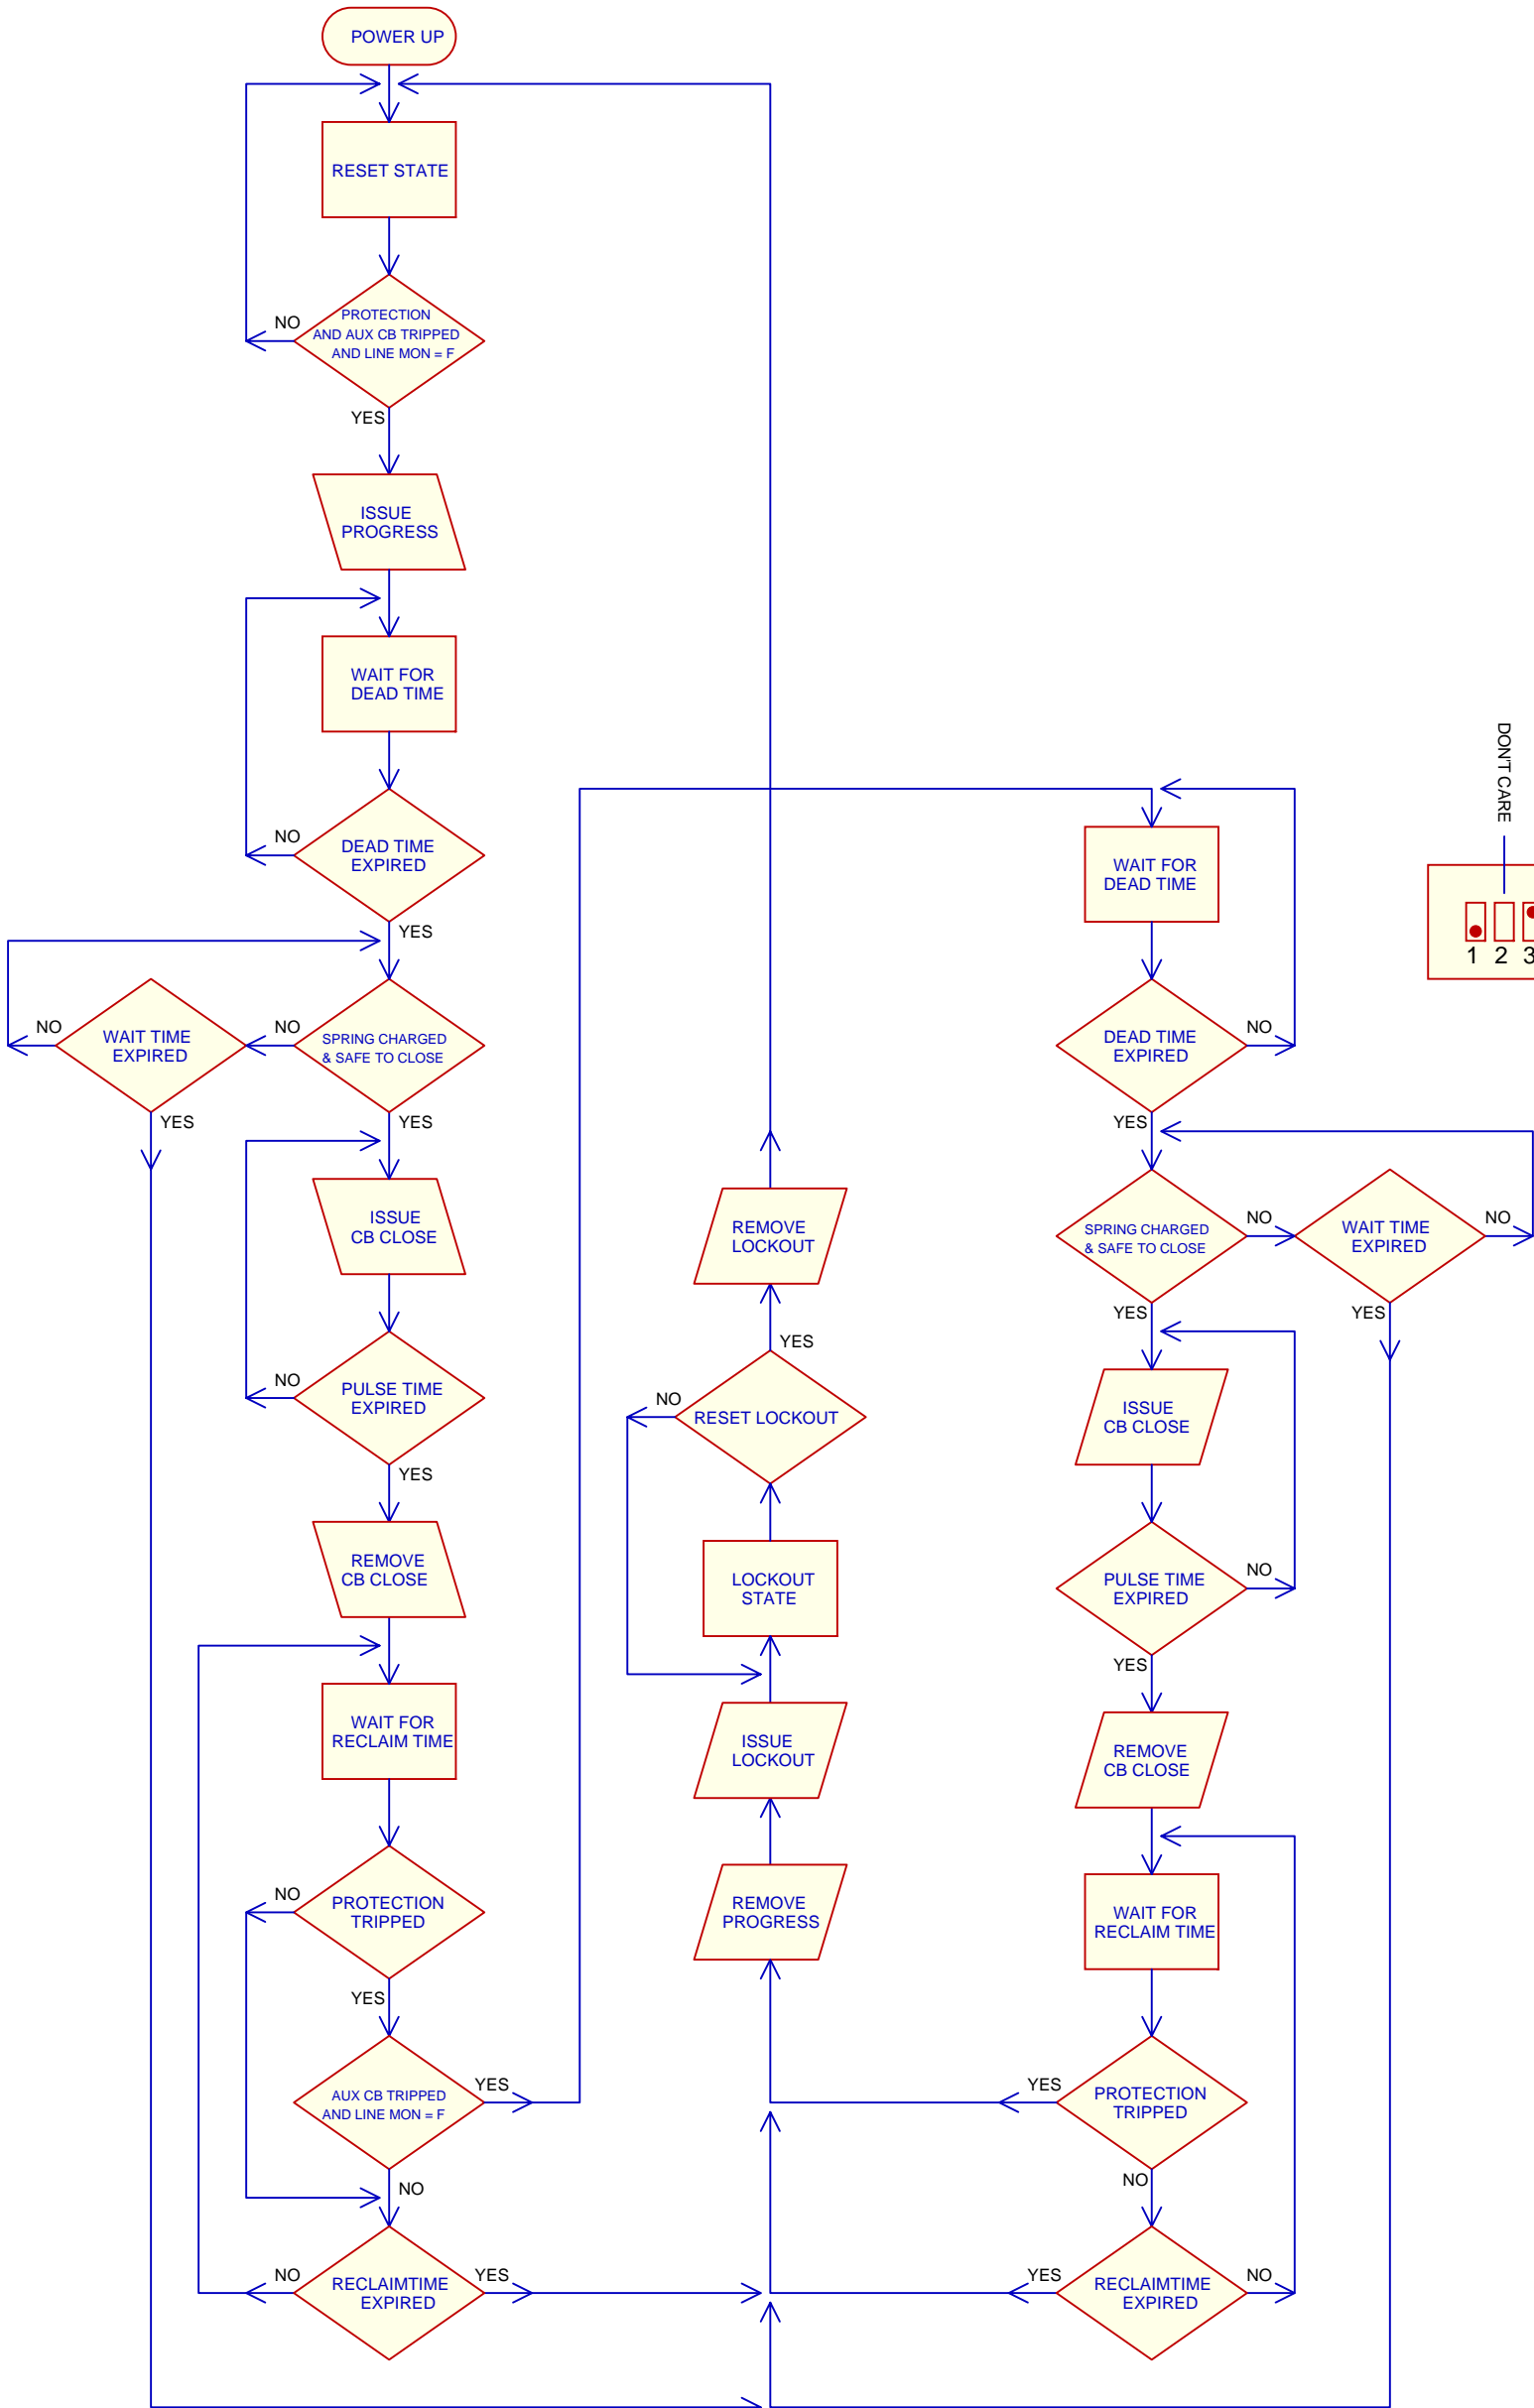 POWER UP
RESET STATE
PROTECTION
AND AUX CB TRIPPED
AND LINE MON = F
NO
YES
ISSUE
PROGRESS
WAIT FOR
DEAD TIME
DEAD TIME
EXPIRED
NO
YES
SPRING CHARGED
& SAFE TO CLOSE
NO
WAIT TIME
EXPIRED
NO
YES
YES
ISSUE
CB CLOSE
PULSE TIME
EXPIRED
NO
YES
REMOVE
CB CLOSE
WAIT FOR
RECLAIM TIME
PROTECTION
TRIPPED
NO
YES
AUX CB TRIPPED
AND LINE MON = F
YES
NO
RECLAIMTIME
EXPIRED
NO
YES
REMOVE
LOCKOUT
YES
RESET LOCKOUT
NO
LOCKOUT
STATE
ISSUE
LOCKOUT
REMOVE
PROGRESS
WAIT FOR
DEAD TIME
DEAD TIME
EXPIRED
NO
YES
SPRING CHARGED
& SAFE TO CLOSE
NO
WAIT TIME
EXPIRED
NO
YES
YES
ISSUE
CB CLOSE
PULSE TIME
EXPIRED
NO
YES
REMOVE
CB CLOSE
WAIT FOR
RECLAIM TIME
PROTECTION
TRIPPED
YES
NO
RECLAIMTIME
EXPIRED
YES
NO
DON'T CARE
1 2 3